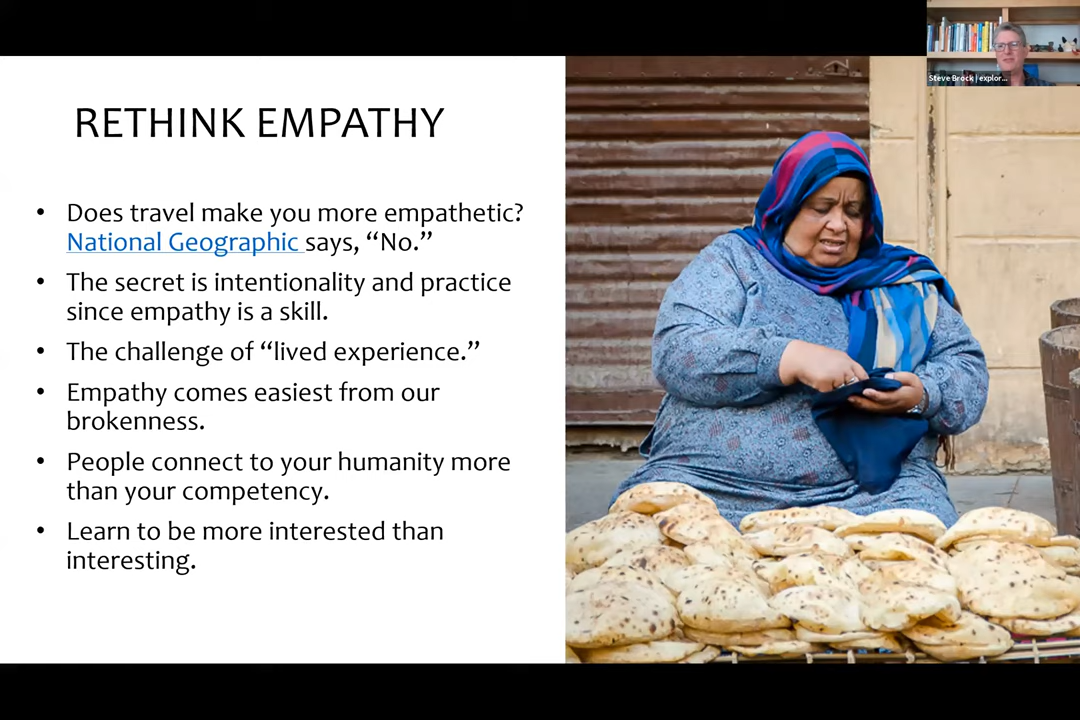 Steve Brock | explor...
RETHINK EMPATHY
• Does travel make you more empathetic?
National Geographic says, “No.”
• The secret is intentionality and practice
since empathy is a skill.
• The challenge of “lived experience.”
• Empathy comes easiest from our
brokenness.
• People connect to your humanity more
than your competency.
• Learn to be more interested than
interesting.